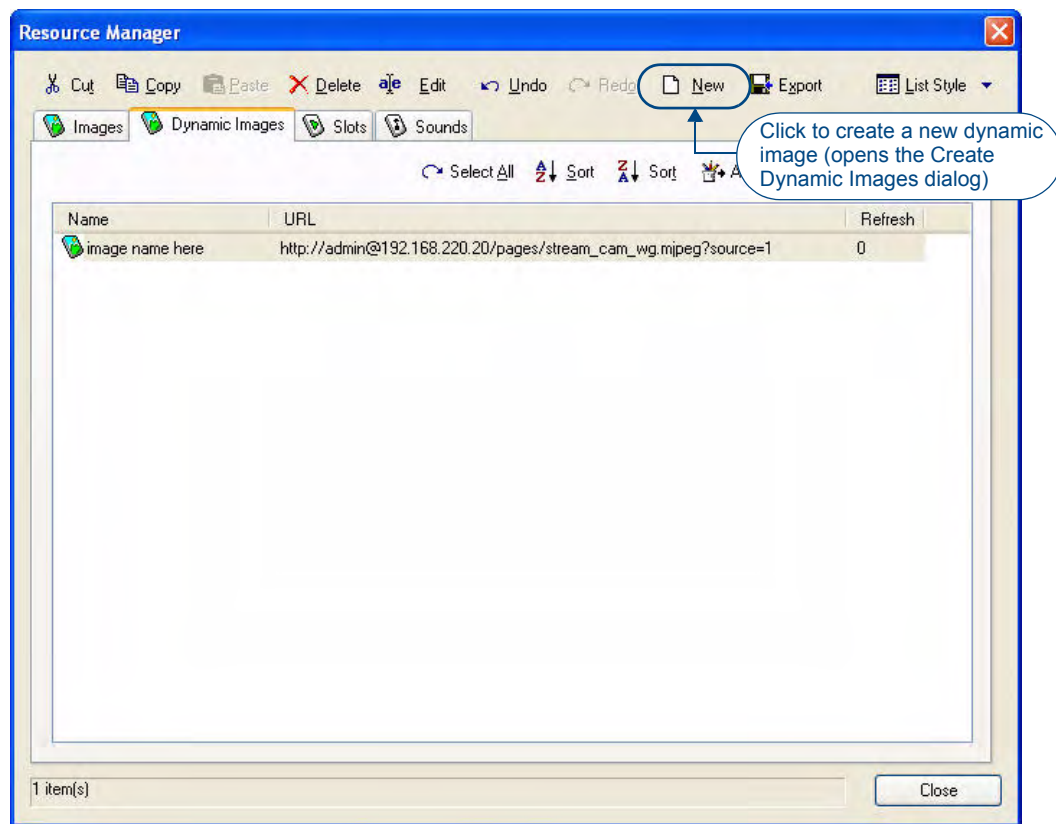 Resource Manager
Cut Copy Paste Delete Edit Undo Redo New Export List Style
Images Dynamic Images Slots Sounds
Click to create a new dynamic
image (opens the Create
Dynamic Images dialog)
Select All Sort Sort
Name URL Refresh
image name here http://admin@192.168.220.20/pages/stream_cam_wg.mjpeg?source=1 0
1 item(s)
Close